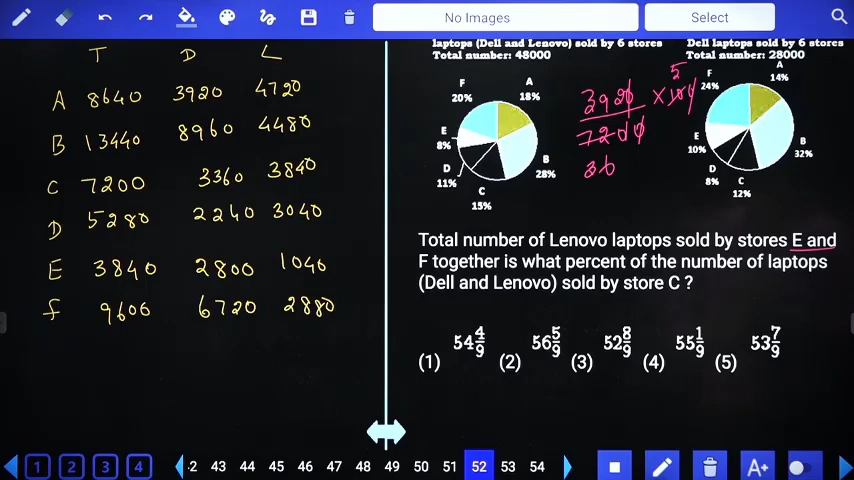 No Images
Select
T D L
A 8640 3920 4720
B 13440 8960 4480
C 7200 3360 3840
D 5280 2240 3040
E 3840 2800 1040
f 9600 6720 2880
laptops (Dell and Lenovo) sold by 6 stores
Total number: 48000
F
20%
A
18%
E
8%
D
11%
C
15%
B
28%
3920 × 100 5
7200
36
Dell laptops sold by 6 stores
Total number: 28000
F
24%
A
14%
E
10%
D
8%
C
12%
B
32%
Total number of Lenovo laptops sold by stores E and
F together is what percent of the number of laptops
(Dell and Lenovo) sold by store C ?
(1) 54 4/9 (2) 56 5/9 (3) 52 8/9 (4) 55 1/9 (5) 53 7/9
1 2 3 4 42 43 44 45 46 47 48 49 50 51 52 53 54 A+